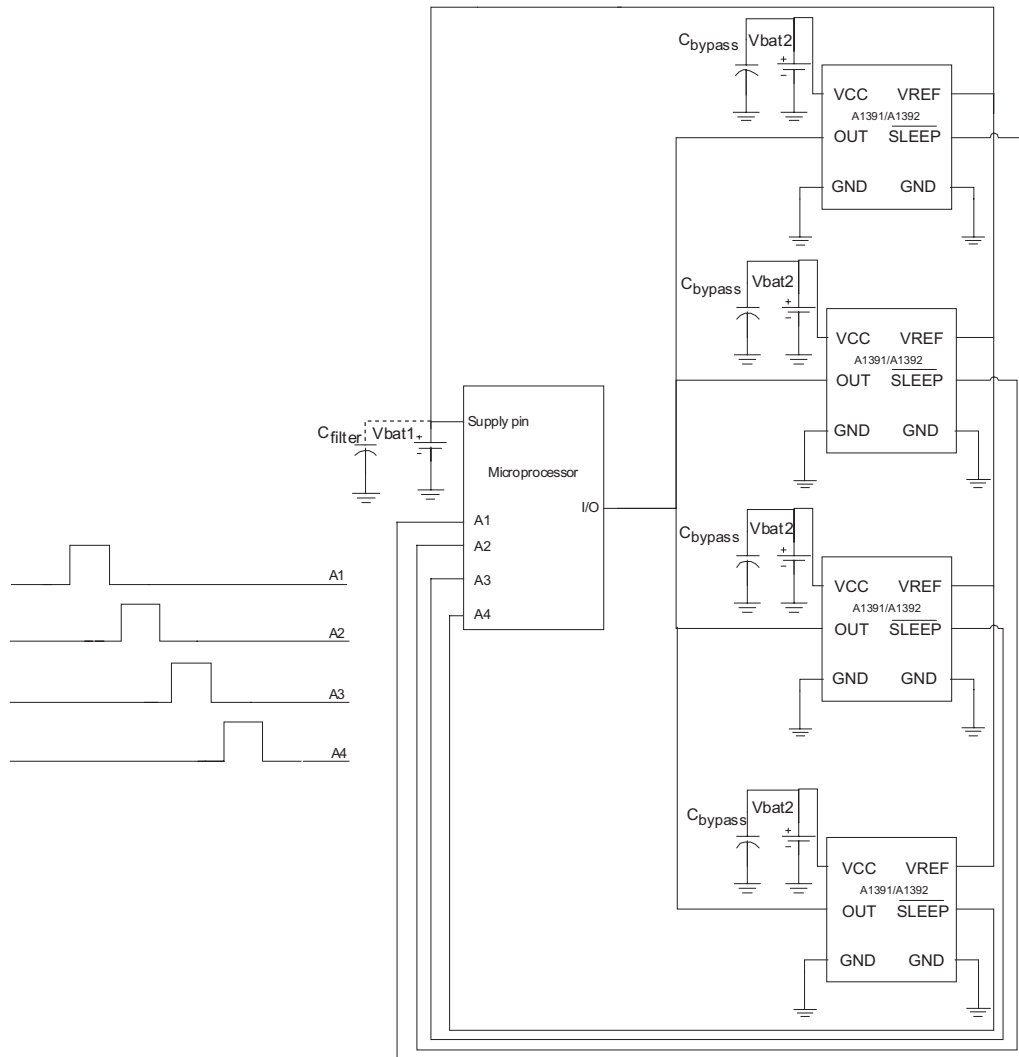 Cbypass Vbat2
+
-
VCC VREF
A1391/A1392
OUT SLEEP
GND GND
Cbypass Vbat2
+
-
VCC VREF
A1391/A1392
OUT SLEEP
GND GND
Cfilter Vbat1
+
-
Supply pin
Microprocessor
I/O
A1
A2
A3
A4
Cbypass Vbat2
+
-
VCC VREF
A1391/A1392
OUT SLEEP
GND GND
A1
A2
A3
A4
Cbypass Vbat2
+
-
VCC VREF
A1391/A1392
OUT SLEEP
GND GND